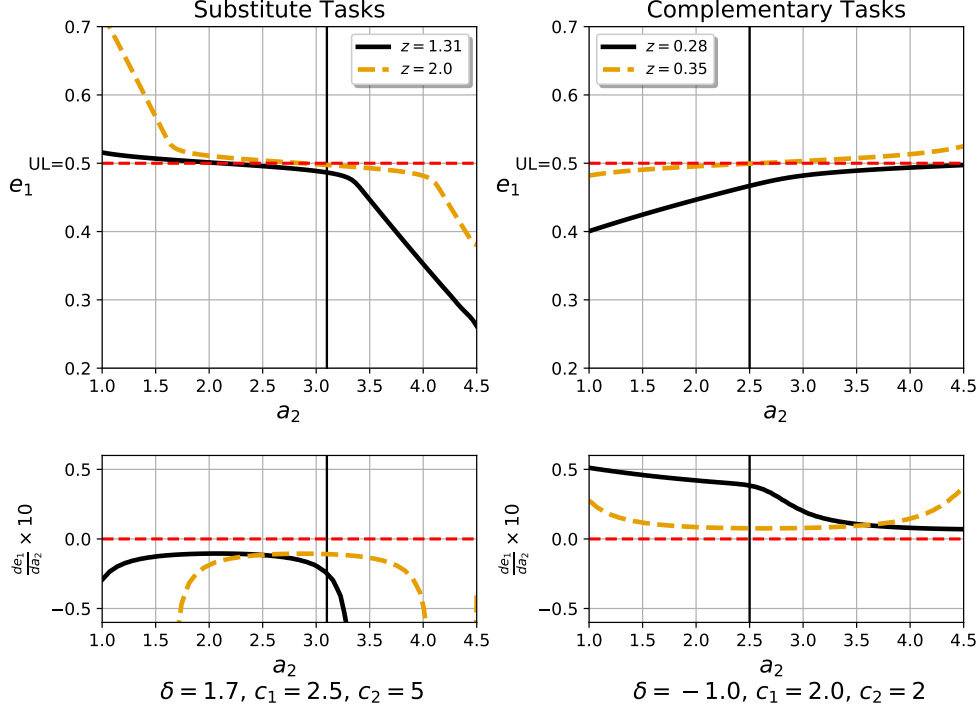 Substitute Tasks
Complementary Tasks
0.7
0.6
UL=0.5
e₁
0.4
0.3
0.2
z = 1.31
z = 2.0
1.0 1.5 2.0 2.5 3.0 3.5 4.0 4.5
a₂
0.7
0.6
UL=0.5
e₁
0.4
0.3
0.2
z = 0.28
z = 0.35
1.0 1.5 2.0 2.5 3.0 3.5 4.0 4.5
a₂
0.5
0.0
−0.5
de₁/da₂ × 10
1.0 1.5 2.0 2.5 3.0 3.5 4.0 4.5
a₂
δ = 1.7, c₁ = 2.5, c₂ = 5
0.5
0.0
−0.5
de₁/da₂ × 10
1.0 1.5 2.0 2.5 3.0 3.5 4.0 4.5
a₂
δ = −1.0, c₁ = 2.0, c₂ = 2